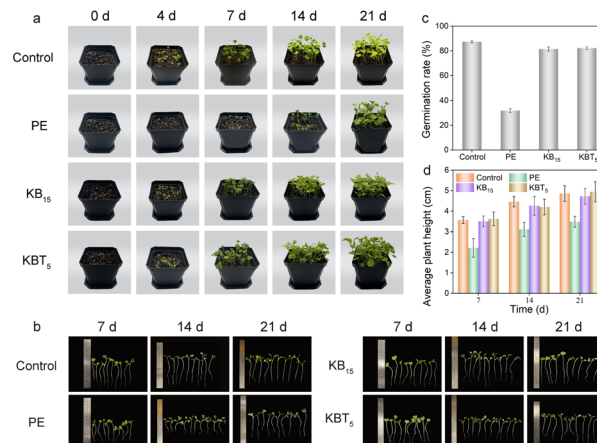 a
0 d 4 d 7 d 14 d 21 d
Control
PE
KB15
KBT5
c
Germination rate (%)
100
80
60
40
20
0
Control PE KB15 KBT5
d
Control PE
KB15 KBT5
Average plant height (cm)
6
5
4
3
2
1
0
7 14 21
Time (d)
b
7 d 14 d 21 d 7 d 14 d 21 d
Control KB15
PE KBT5